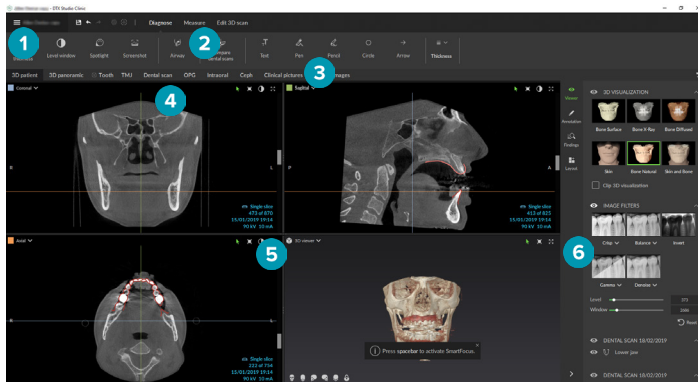 DTX Studio Clinic
Diagnose Measure Edit 3D scan
1 2 3 4 5 6
Level window Spotlight Screenshot Airway dental scans Text Pen Pencil Circle Arrow Thickness
3D patient 3D panoramic Tooth TMJ Dental scan OPG Intraoral Ceph Clinical pictures
Coronal
R L
Single slice
473 of 870
15/01/2019 19:14
90 kV 10 mA
Sagittal
P A
Single slice
413 of 825
15/01/2019 19:14
90 kV 10 mA
Axial
R L
Single slice
222 of 754
15/01/2019 19:14
90 kV 10 mA
3D viewer
Press spacebar to activate SmartFocus.
Viewer
Annotation
Findings
Layout
3D VISUALIZATION
Bone Surface Bone X-Ray Bone Diffused
Skin Bone Natural Skin and Bone
Clip 3D visualization
IMAGE FILTERS
Crisp Balance Invert
Gamma Denoise
Level
Window
Reset
DENTAL SCAN 18/02/2019
Lower jaw
DENTAL SCAN 18/02/2019